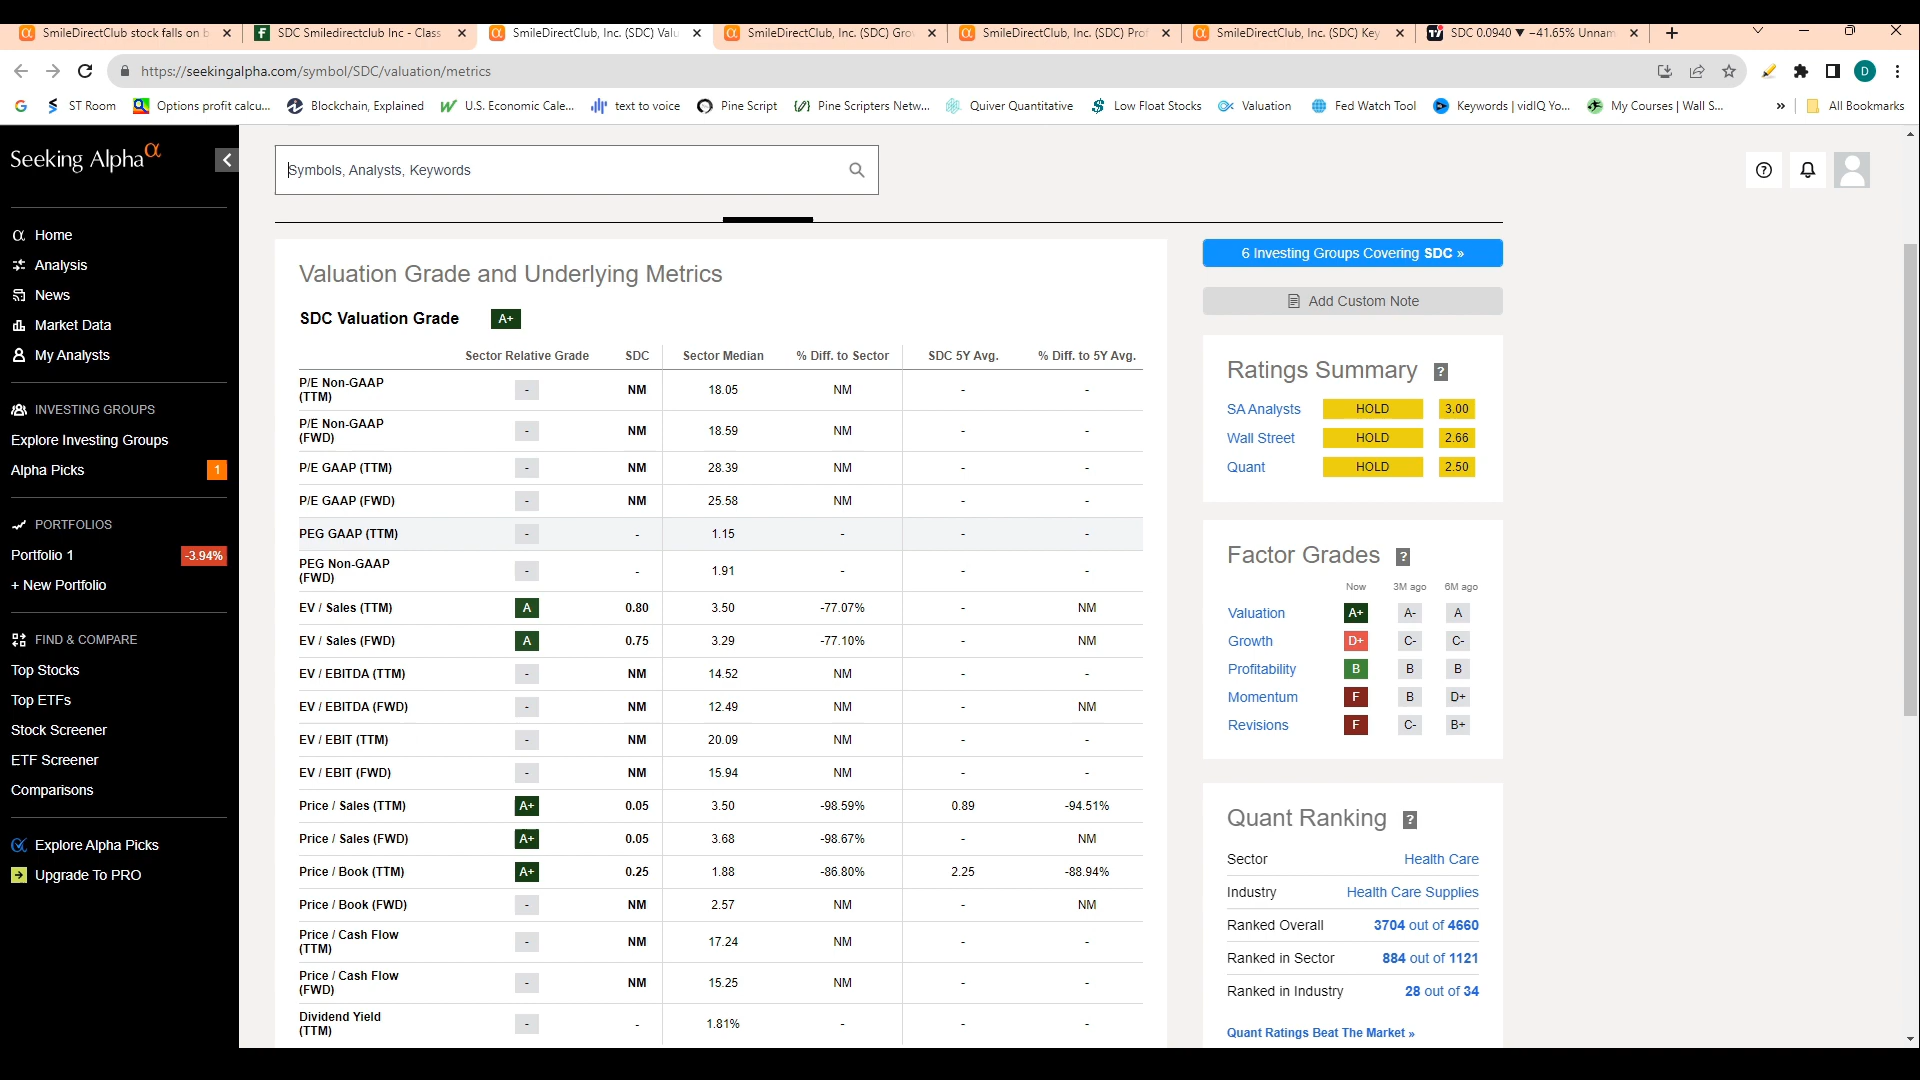 SmileDirectClub stock falls on b
SDC Smiledirectclub Inc - Class
SmileDirectClub, Inc. (SDC) Valu
SmileDirectClub, Inc. (SDC) Gro
SmileDirectClub, Inc. (SDC) Pro
SmileDirectClub, Inc. (SDC) Key
SDC 0.0940 ▼ −41.65% Unnam
https://seekingalpha.com/symbol/SDC/valuation/metrics
D
ST Room
Options profit calcu...
Blockchain, Explained
U.S. Economic Cale...
text to voice
Pine Script
Pine Scripters Netw...
Quiver Quantitative
Low Float Stocks
Valuation
Fed Watch Tool
Keywords | vidIQ Yo...
My Courses | Wall S...
»
All Bookmarks
Seeking Alpha α
Symbols, Analysts, Keywords
Home
Analysis
News
Market Data
My Analysts
INVESTING GROUPS
Explore Investing Groups
Alpha Picks 1
PORTFOLIOS
Portfolio 1 -3.94%
+ New Portfolio
FIND & COMPARE
Top Stocks
Top ETFs
Stock Screener
ETF Screener
Comparisons
Explore Alpha Picks
Upgrade To PRO
Valuation Grade and Underlying Metrics
SDC Valuation Grade A+
Sector Relative Grade SDC Sector Median % Diff. to Sector SDC 5Y Avg. % Diff. to 5Y Avg.
P/E Non-GAAP
(TTM) - NM 18.05 NM - -
P/E Non-GAAP
(FWD) - NM 18.59 NM - -
P/E GAAP (TTM) - NM 28.39 NM - -
P/E GAAP (FWD) - NM 25.58 NM - -
PEG GAAP (TTM) - - 1.15 - - -
PEG Non-GAAP
(FWD) - - 1.91 - - -
EV / Sales (TTM) A 0.80 3.50 -77.07% - NM
EV / Sales (FWD) A 0.75 3.29 -77.10% - NM
EV / EBITDA (TTM) - NM 14.52 NM - -
EV / EBITDA (FWD) - NM 12.49 NM - NM
EV / EBIT (TTM) - NM 20.09 NM - -
EV / EBIT (FWD) - NM 15.94 NM - -
Price / Sales (TTM) A+ 0.05 3.50 -98.59% 0.89 -94.51%
Price / Sales (FWD) A+ 0.05 3.68 -98.67% - NM
Price / Book (TTM) A+ 0.25 1.88 -86.80% 2.25 -88.94%
Price / Book (FWD) - NM 2.57 NM - NM
Price / Cash Flow
(TTM) - NM 17.24 NM - -
Price / Cash Flow
(FWD) - NM 15.25 NM - -
Dividend Yield
(TTM) - - 1.81% - - -
6 Investing Groups Covering SDC »
Add Custom Note
Ratings Summary ?
SA Analysts HOLD 3.00
Wall Street HOLD 2.66
Quant HOLD 2.50
Factor Grades ?
Now 3M ago 6M ago
Valuation A+ A- A
Growth D+ C- C-
Profitability B B B
Momentum F B D+
Revisions F C- B+
Quant Ranking ?
Sector Health Care
Industry Health Care Supplies
Ranked Overall 3704 out of 4660
Ranked in Sector 884 out of 1121
Ranked in Industry 28 out of 34
Quant Ratings Beat The Market »